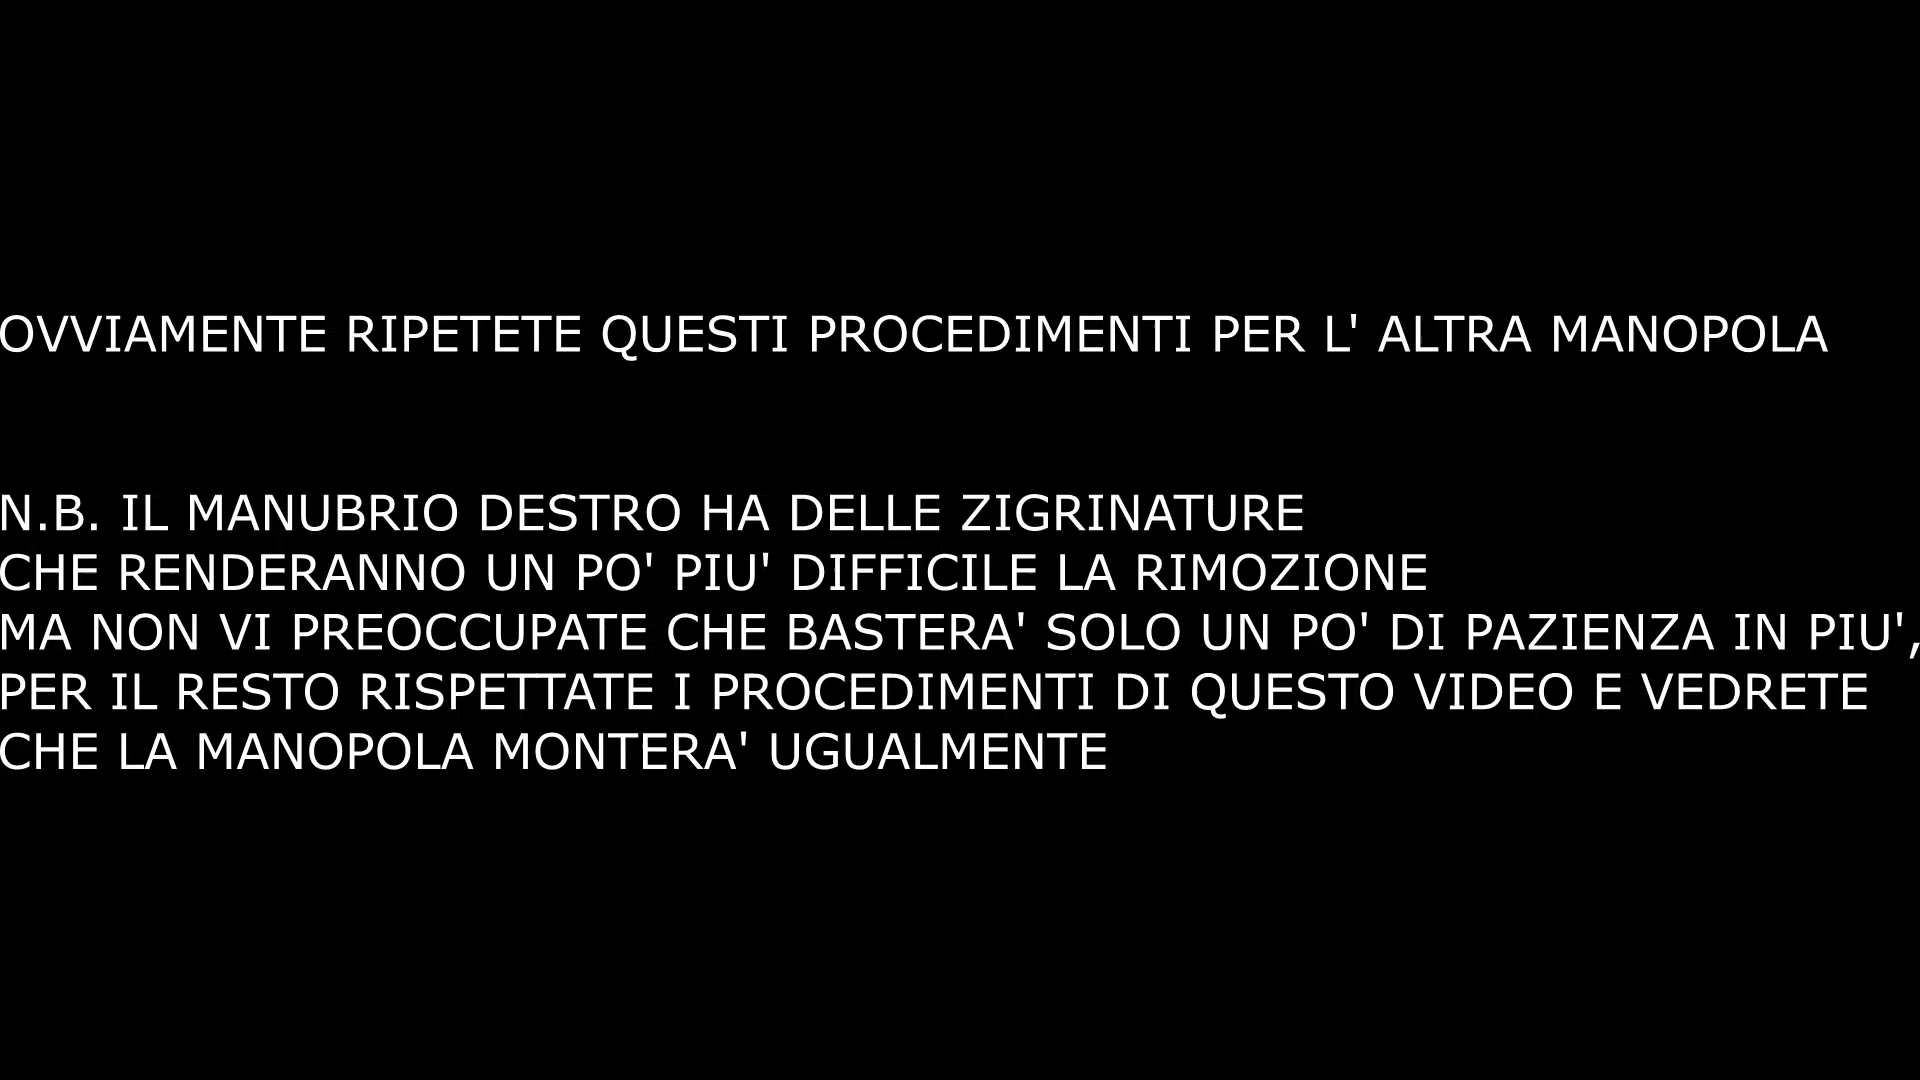 OVVIAMENTE RIPETETE QUESTI PROCEDIMENTI PER L' ALTRA MANOPOLA
N.B. IL MANUBRIO DESTRO HA DELLE ZIGRINATURE
CHE RENDERANNO UN PO' PIU' DIFFICILE LA RIMOZIONE
MA NON VI PREOCCUPATE CHE BASTERA' SOLO UN PO' DI PAZIENZA IN PIU',
PER IL RESTO RISPETTATE I PROCEDIMENTI DI QUESTO VIDEO E VEDRETE
CHE LA MANOPOLA MONTERA' UGUALMENTE